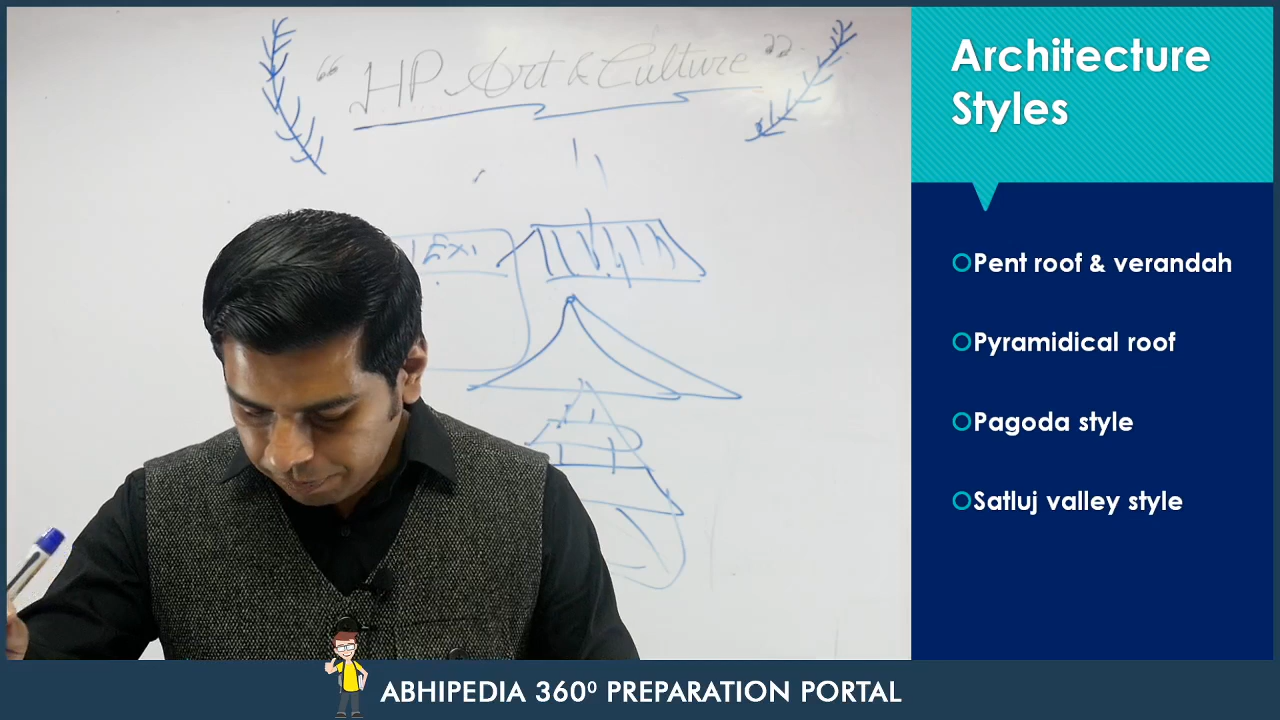 “ HP Art & Culture ”
Architecture
Styles
Pent roof & verandah
Pyramidical roof
Pagoda style
Satluj valley style
ABHIPEDIA 360⁰ PREPARATION PORTAL